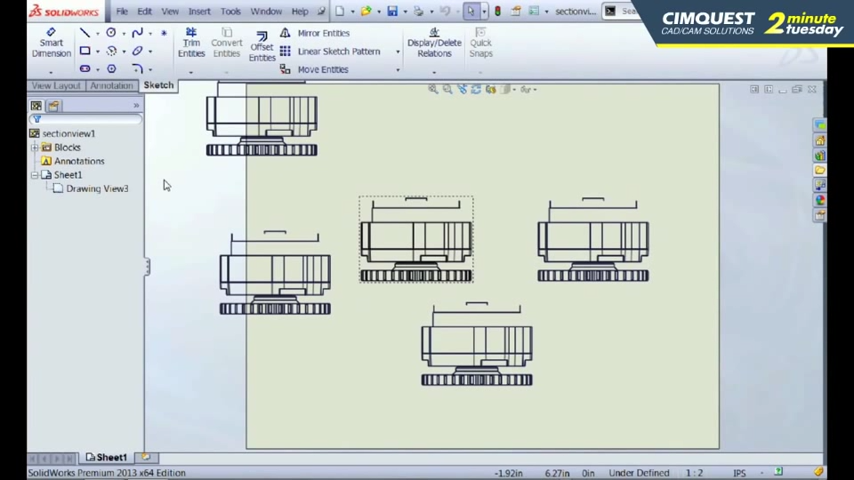 SOLIDWORKS File Edit View Insert Tools Window Help sectionvi... Sea
CIMQUEST
CAD/CAM SOLUTIONS
2 minute
tuesday
Smart
Dimension
Trim
Entities
Convert
Entities
Offset
Entities
Mirror Entities
Linear Sketch Pattern
Move Entities
Display/Delete
Relations
Quick
Snaps
View Layout Annotation Sketch
sectionview1
Blocks
Annotations
Sheet1
Drawing View3
Sheet1
SolidWorks Premium 2013 x64 Edition -1.92in 6.27in 0in Under Defined 1 : 2 IPS